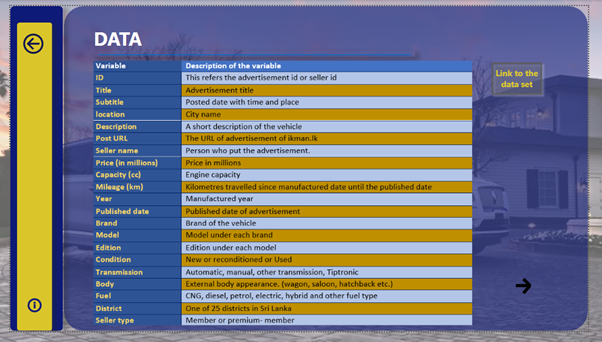 DATA
Variable Description of the variable
ID This refers the advertisement id or seller id
Title Advertisement title
Subtitle Posted date with time and place
location City name
Description A short description of the vehicle
Post URL The URL of advertisement of ikman.lk
Seller name Person who put the advertisement.
Price (in millions) Price in millions
Capacity (cc) Engine capacity
Mileage (km) Kilometres travelled since manufactured date until the published date
Year Manufactured year
Published date Published date of advertisement
Brand Brand of the vehicle
Model Model under each brand
Edition Edition under each model
Condition New or reconditioned or Used
Transmission Automatic, manual, other transmission, Tiptronic
Body External body appearance. (wagon, saloon, hatchback etc.)
Fuel CNG, diesel, petrol, electric, hybrid and other fuel type
District One of 25 districts in Sri Lanka
Seller type Member or premium- member
Link to the
data set